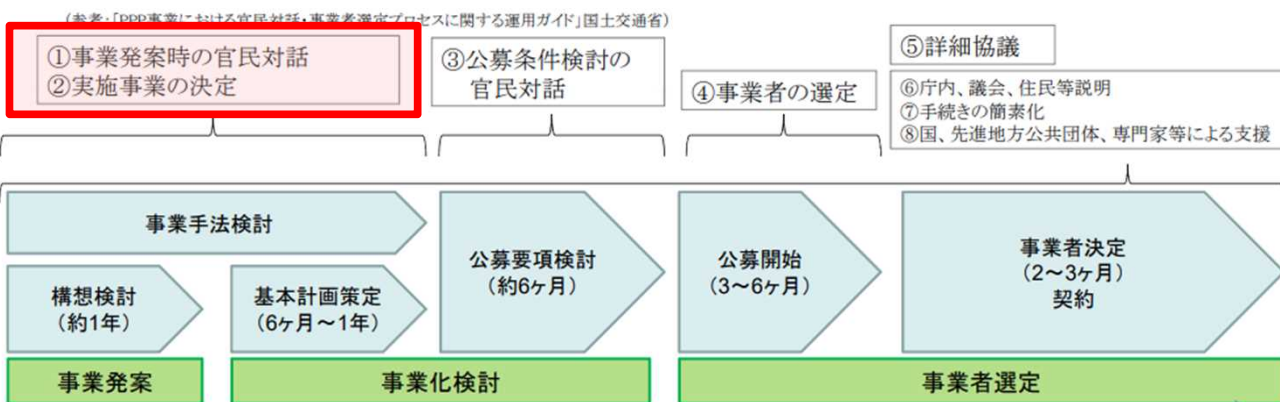 (参考:「PPP事業における官民対話・事業者選定プロセスに関する運用ガイド」国土交通省)
①事業発案時の官民対話
②実施事業の決定
③公募条件検討の
官民対話
④事業者の選定
⑤詳細協議
⑥庁内、議会、住民等説明
⑦手続きの簡素化
⑧国、先進地方公共団体、専門家等による支援
事業手法検討
構想検討
(約1年)
基本計画策定
(6ヶ月~1年)
公募要項検討
(約6ヶ月)
公募開始
(3~6ヶ月)
事業者決定
(2~3ヶ月)
契約
事業発案
事業化検討
事業者選定